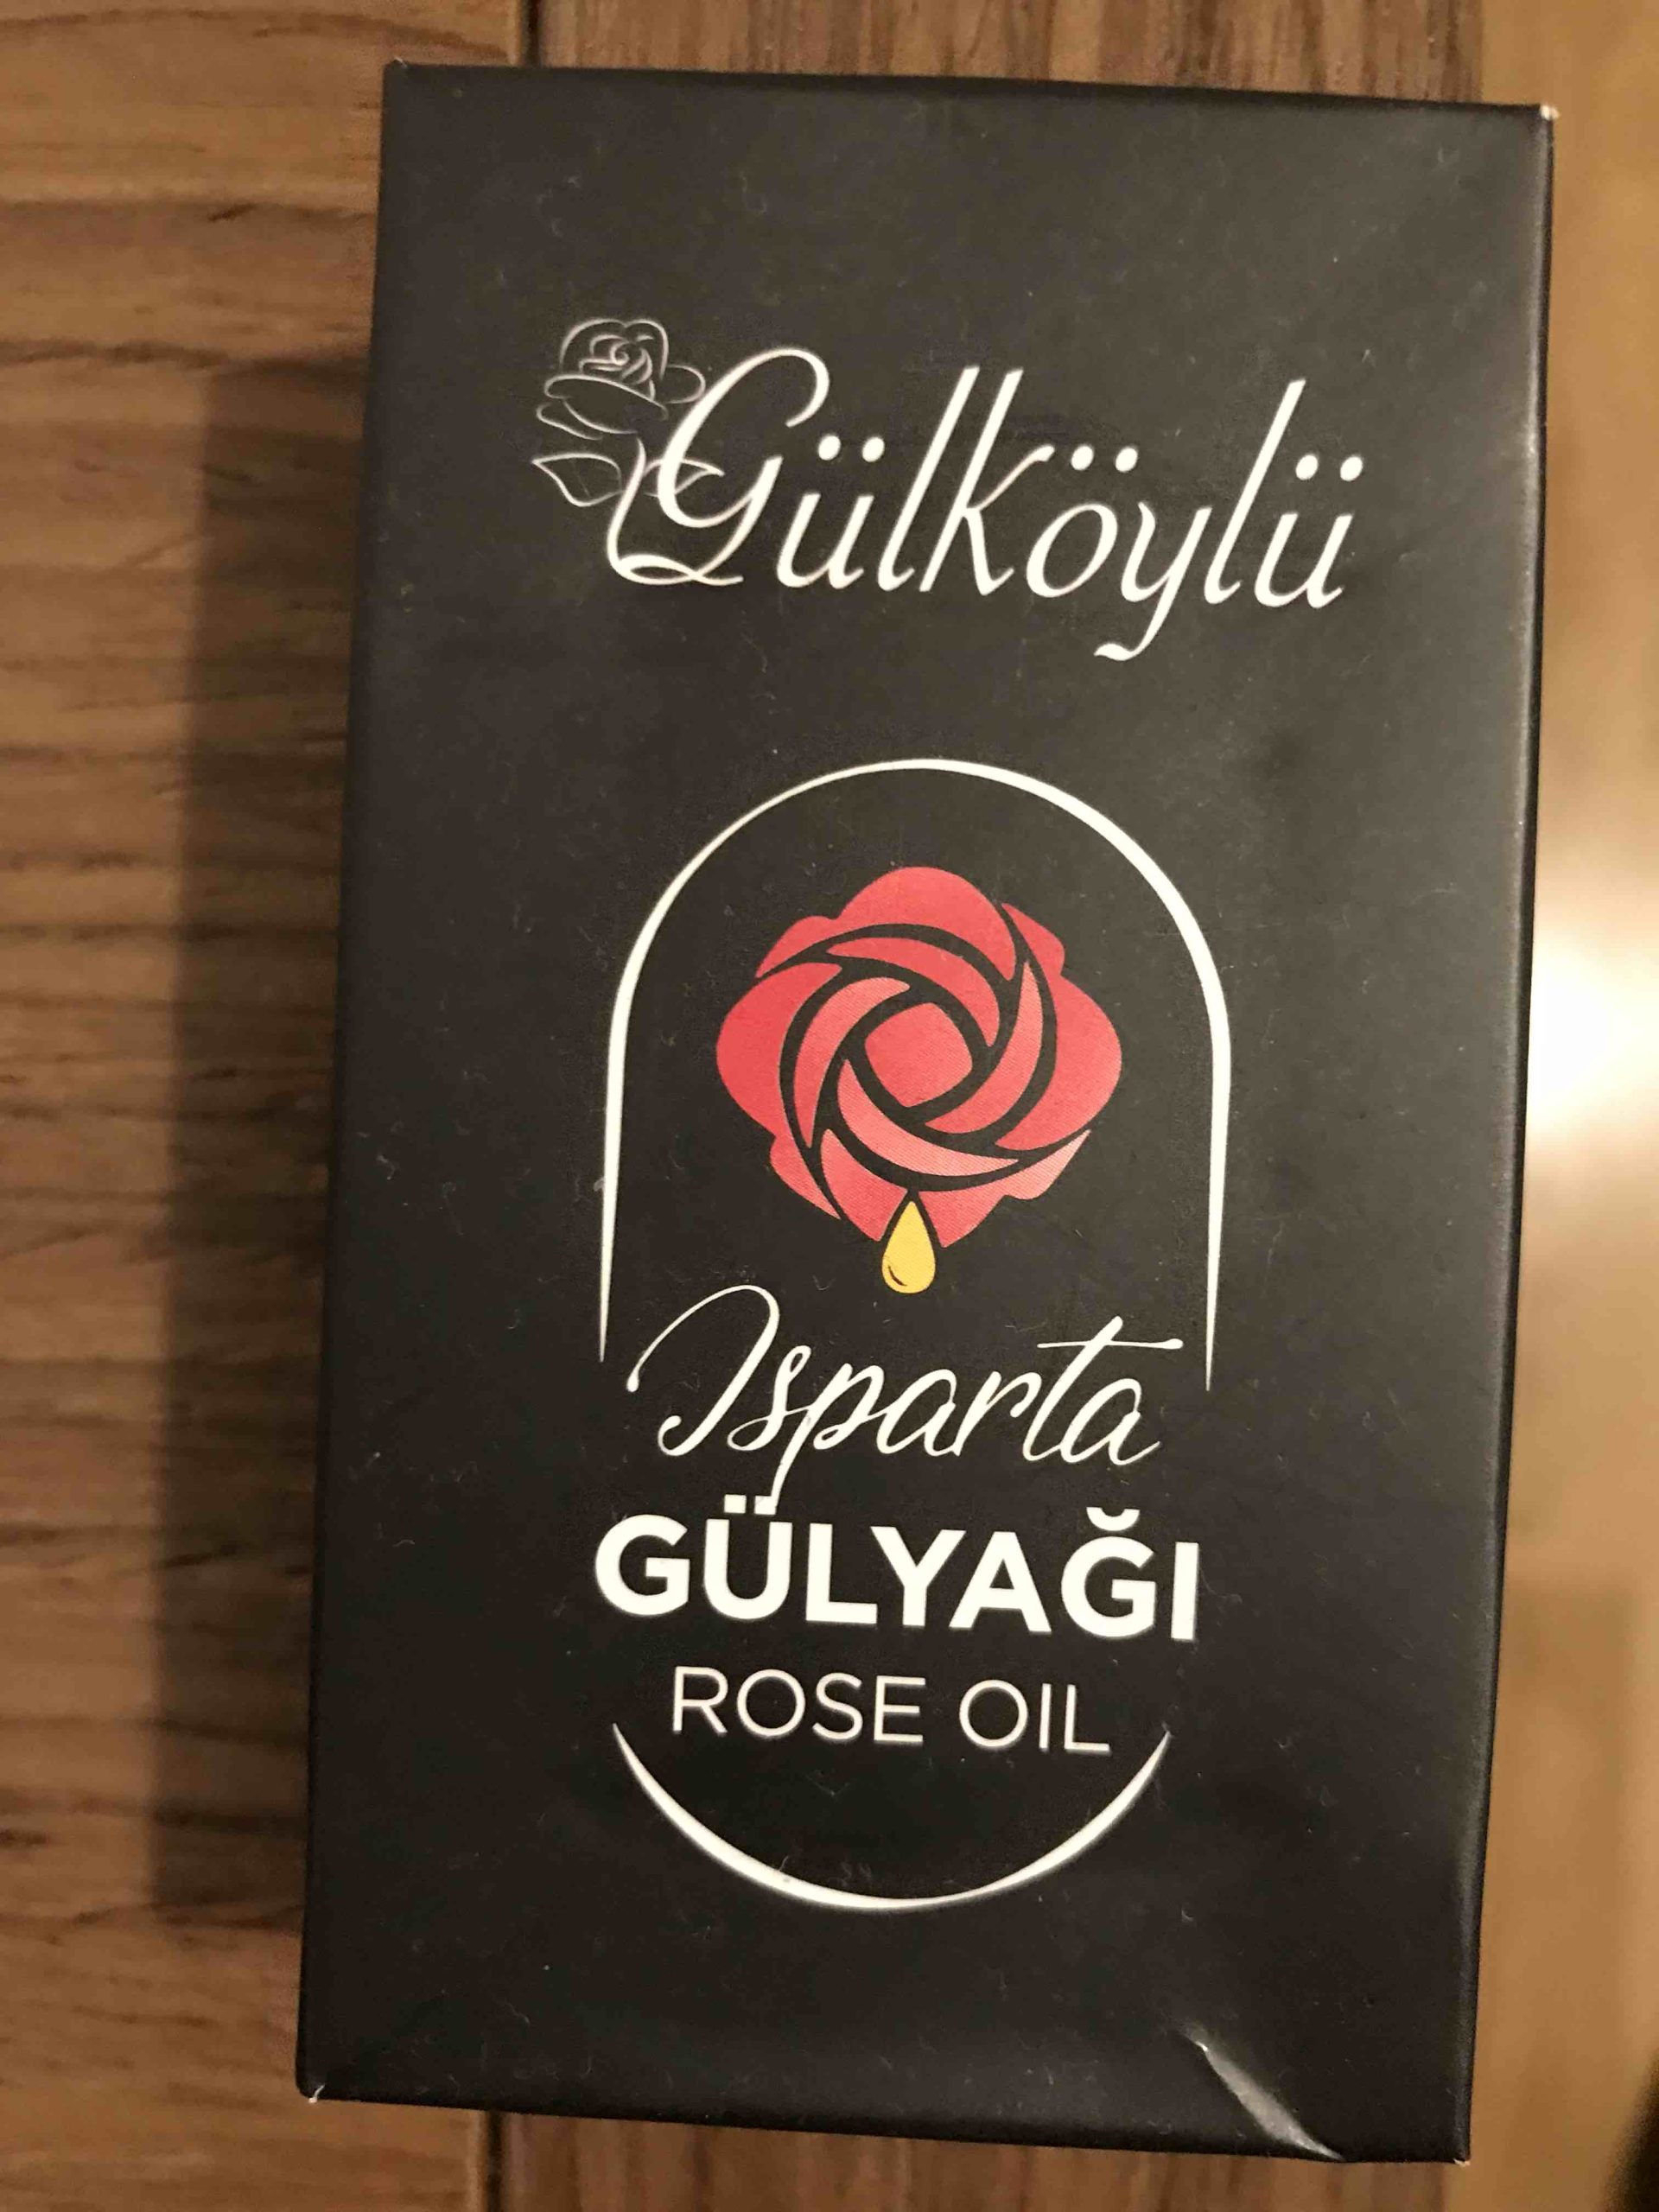 Gülköylü
Isparta
GÜLYAĞI
ROSE OIL